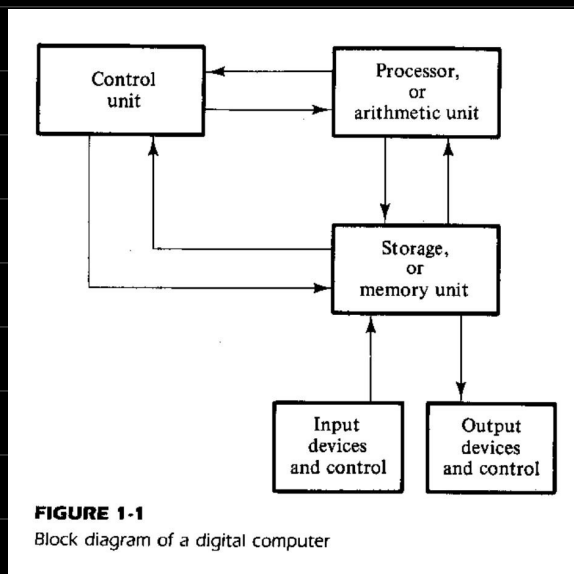 Control
unit
Processor,
or
arithmetic unit
Storage,
or
memory unit
Input
devices
and control
Output
devices
and control
FIGURE 1-1
Block diagram of a digital computer